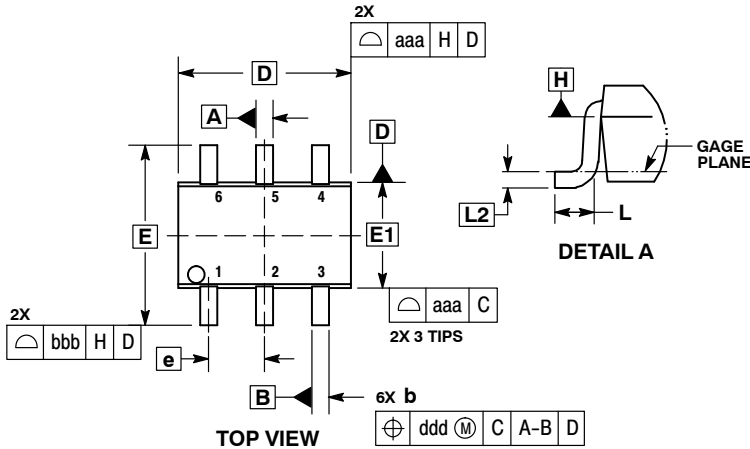 2X
aaa H D
D
A
D
H
GAGE
PLANE
6 5 4
E
E1
L2
L
DETAIL A
1 2 3
2X
bbb H D
aaa C
2X 3 TIPS
e
B
6X b
ddd Ⓜ C A-B D
TOP VIEW